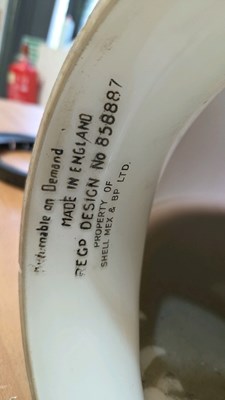 Returnable on Demand
MADE IN ENGLAND
REGD DESIGN No 858887
PROPERTY OF
SHELL MEX & BP LTD.